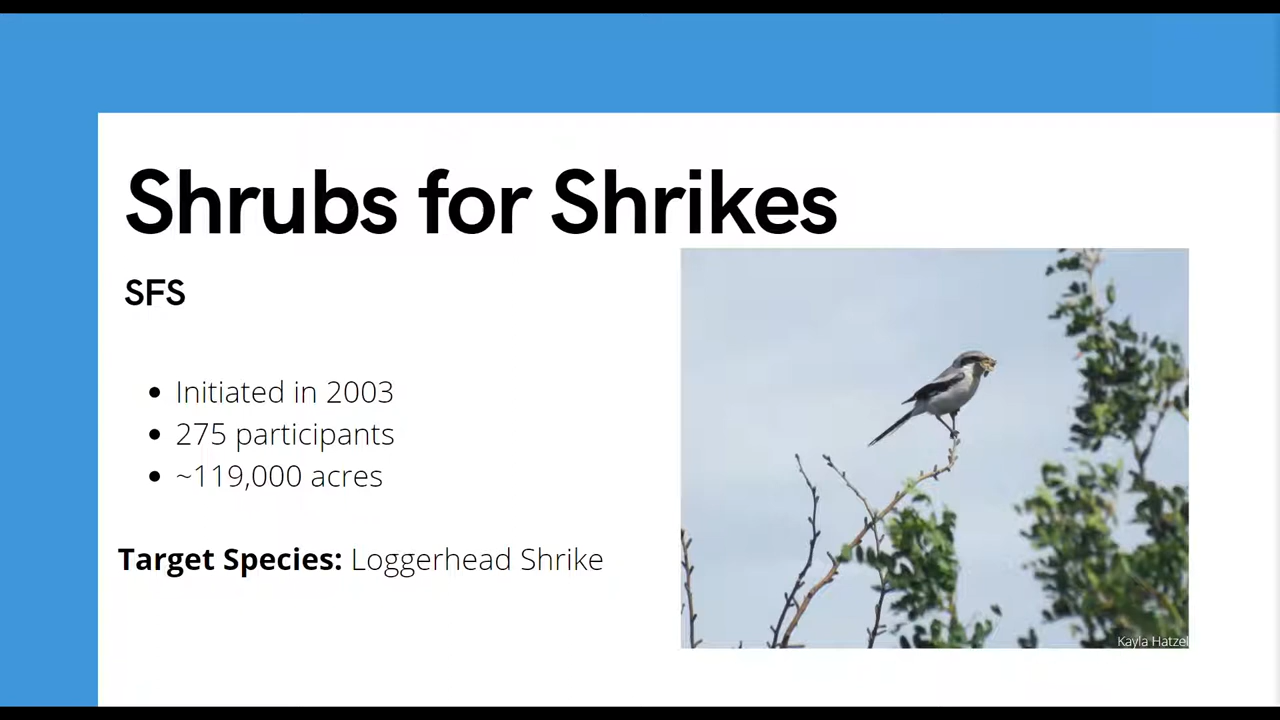 Shrubs for Shrikes
SFS
Initiated in 2003
275 participants
~119,000 acres
Target Species: Loggerhead Shrike
Kayla Hatzel